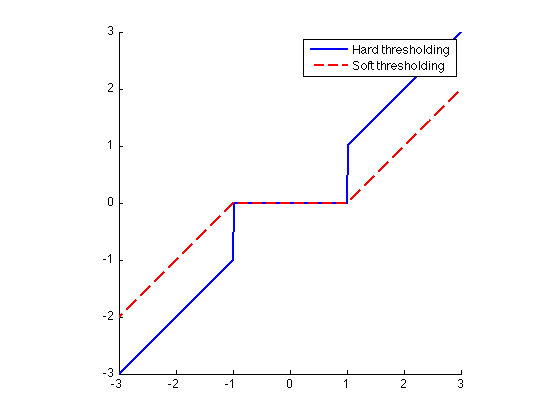 3
Hard thresholding
Soft thresholding
2
1
0
-1
-2
-3
-3 -2 -1 0 1 2 3